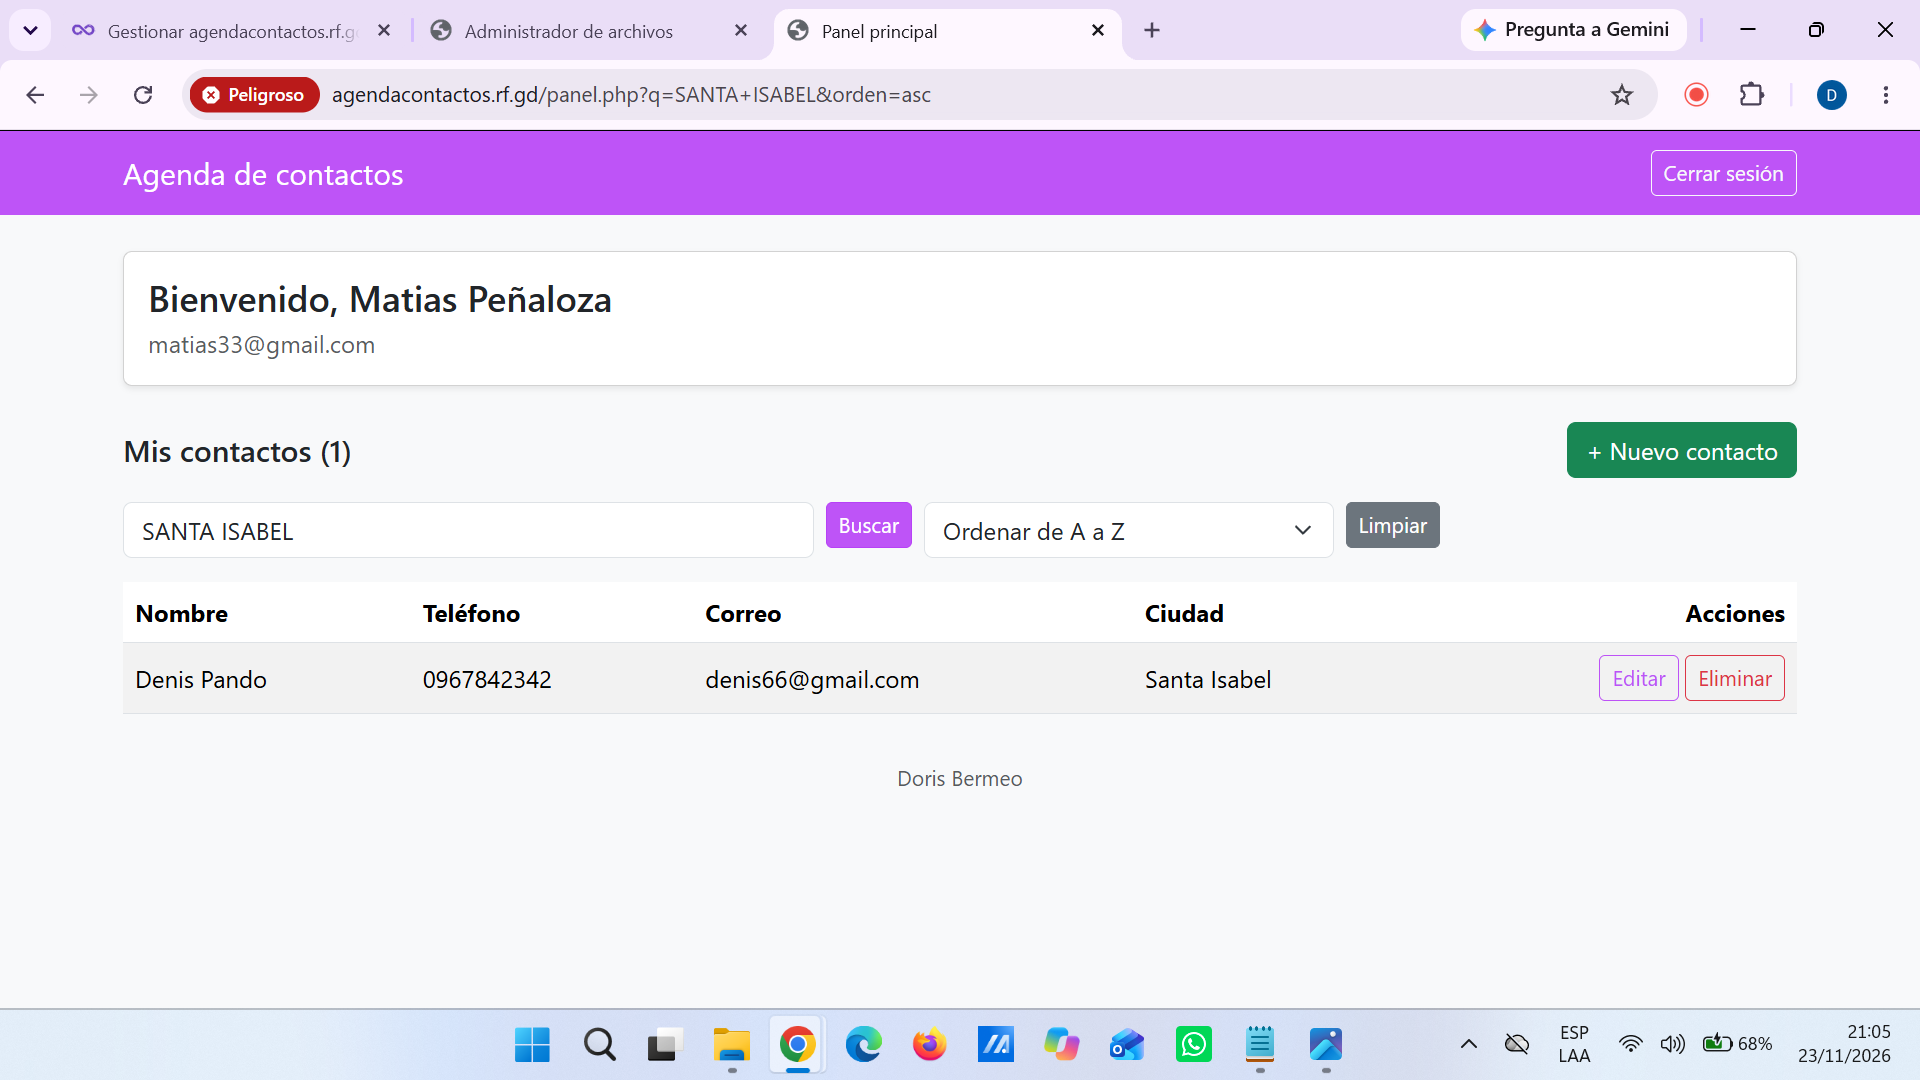 Gestionar agendacontactos.rf.g
Administrador de archivos
Panel principal
Pregunta a Gemini
Peligroso
agendacontactos.rf.gd/panel.php?q=SANTA+ISABEL&orden=asc
D
Agenda de contactos
Cerrar sesión
Bienvenido, Matias Peñaloza
matias33@gmail.com
Mis contactos (1)
+ Nuevo contacto
SANTA ISABEL
Buscar
Ordenar de A a Z
Limpiar
Nombre Teléfono Correo Ciudad Acciones
Denis Pando 0967842342 denis66@gmail.com Santa Isabel Editar Eliminar
Doris Bermeo
ESP
LAA
68%
21:05
23/11/2026